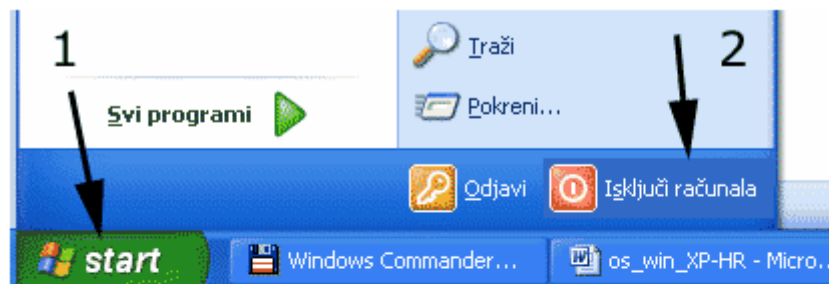 1
Traži
2
Svi programi
Pokreni...
Odjavi
Isključi računala
start
Windows Commander...
os_win_XP-HR - Micro...